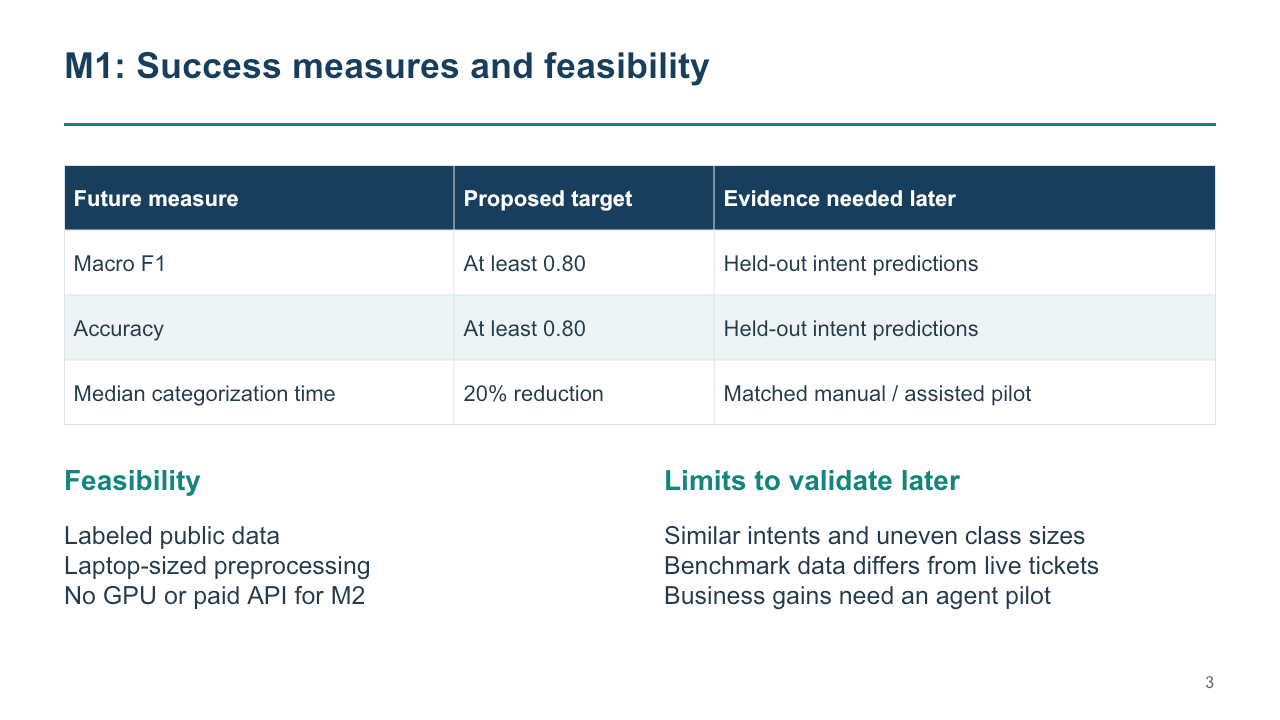 M1: Success measures and feasibility
Future measure Proposed target Evidence needed later
Macro F1 At least 0.80 Held-out intent predictions
Accuracy At least 0.80 Held-out intent predictions
Median categorization time 20% reduction Matched manual / assisted pilot
Feasibility
Labeled public data
Laptop-sized preprocessing
No GPU or paid API for M2
Limits to validate later
Similar intents and uneven class sizes
Benchmark data differs from live tickets
Business gains need an agent pilot
3